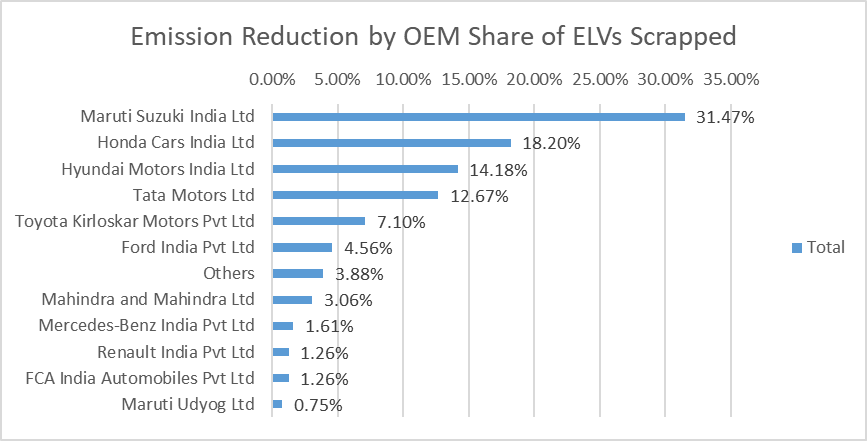 Emission Reduction by OEM Share of ELVs Scrapped
0.00% 5.00% 10.00% 15.00% 20.00% 25.00% 30.00% 35.00%
Maruti Suzuki India Ltd 31.47%
Honda Cars India Ltd 18.20%
Hyundai Motors India Ltd 14.18%
Tata Motors Ltd 12.67%
Toyota Kirloskar Motors Pvt Ltd 7.10%
Ford India Pvt Ltd 4.56%
Total
Others 3.88%
Mahindra and Mahindra Ltd 3.06%
Mercedes-Benz India Pvt Ltd 1.61%
Renault India Pvt Ltd 1.26%
FCA India Automobiles Pvt Ltd 1.26%
Maruti Udyog Ltd 0.75%